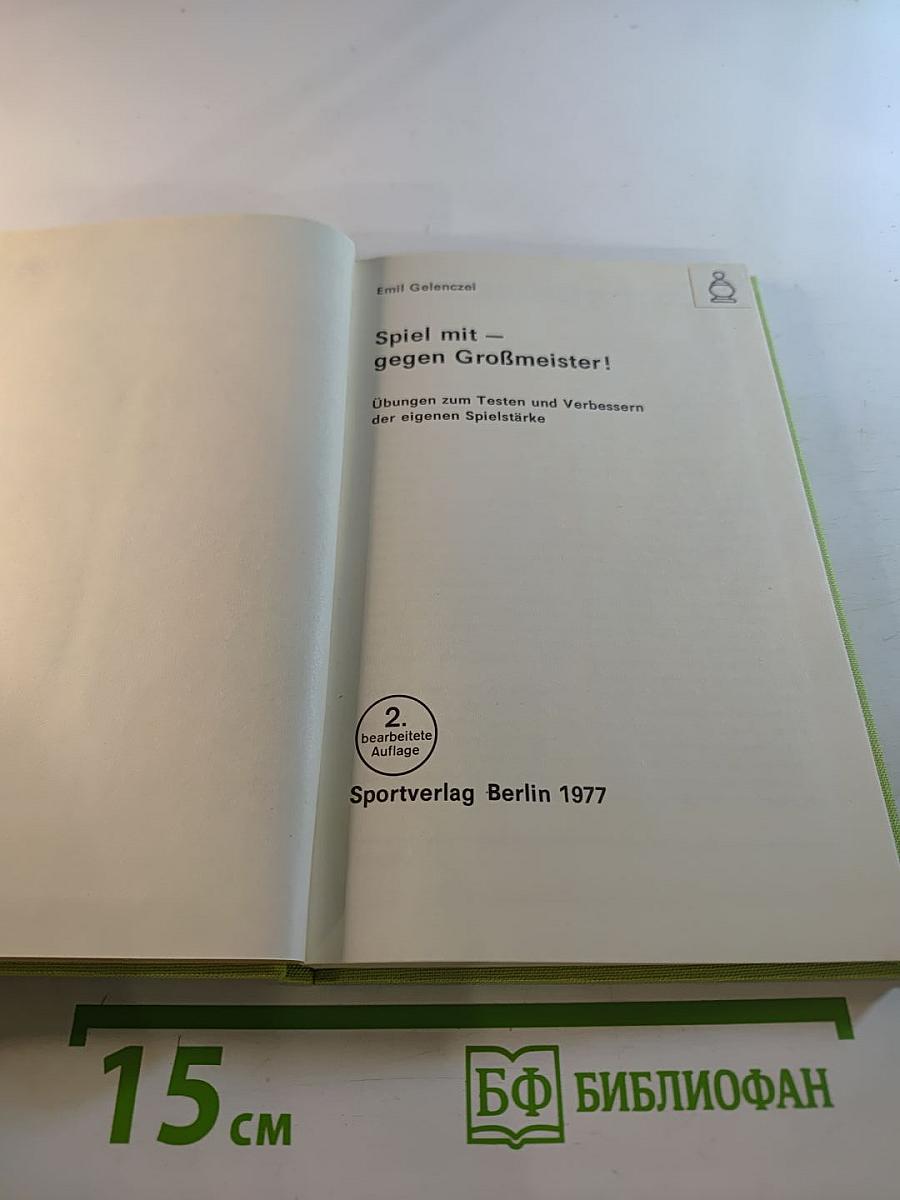 Emil Gelenczei
Spiel mit —
gegen Großmeister!
Übungen zum Testen und Verbessern
der eigenen Spielstärke
2.
bearbeitete
Auflage
Sportverlag Berlin 1977
15 см
БФ БИБЛИОФАН